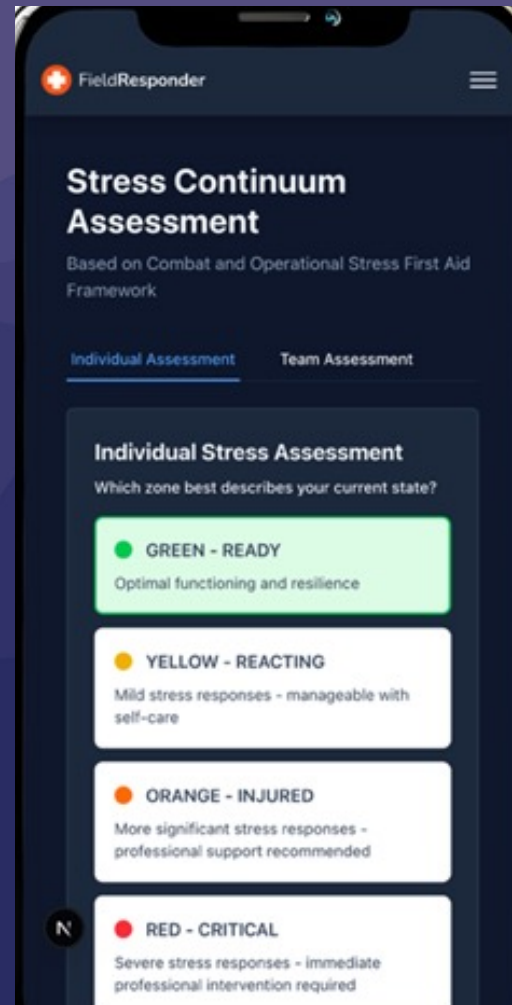 FieldResponder
Stress Continuum
Assessment
Based on Combat and Operational Stress First Aid
Framework
Individual Assessment
Team Assessment
Individual Stress Assessment
Which zone best describes your current state?
GREEN - READY
Optimal functioning and resilience
YELLOW - REACTING
Mild stress responses - manageable with
self-care
ORANGE - INJURED
More significant stress responses -
professional support recommended
N
RED - CRITICAL
Severe stress responses - immediate
professional intervention required